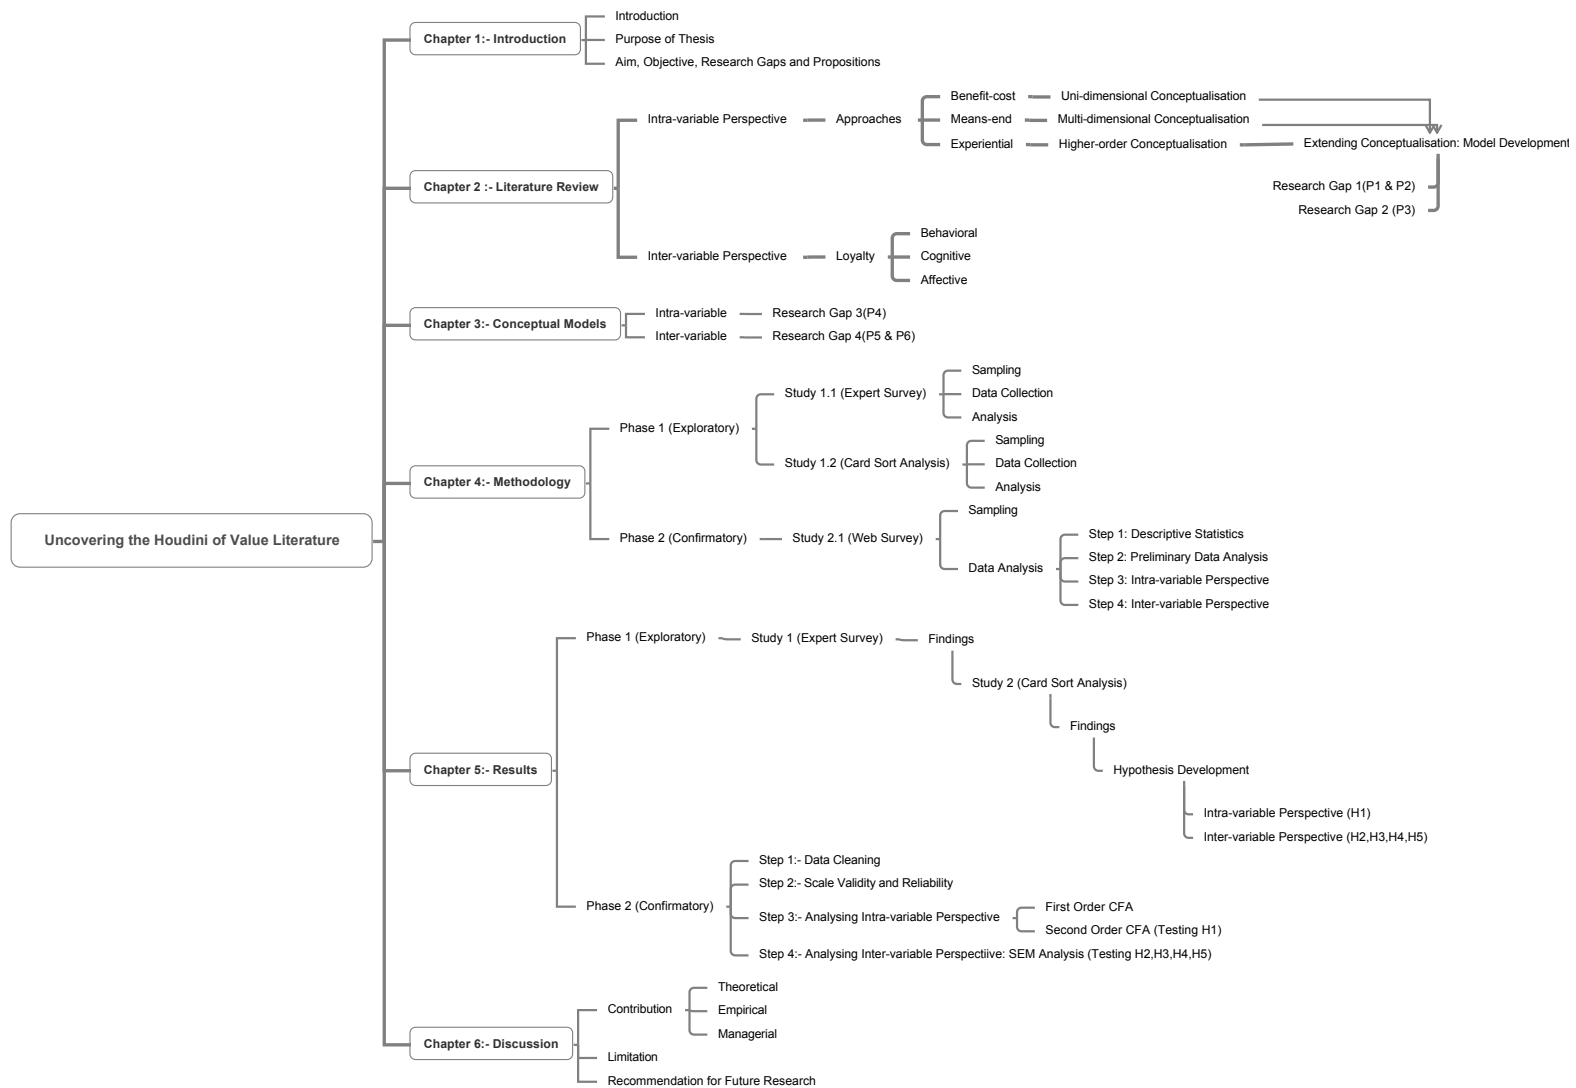 Uncovering the Houdini of Value Literature
Chapter 1:- Introduction
Introduction
Purpose of Thesis
Aim, Objective, Research Gaps and Propositions
Chapter 2 :- Literature Review
Intra-variable Perspective
Approaches
Benefit-cost
Uni-dimensional Conceptualisation
Means-end
Multi-dimensional Conceptualisation
Experiential
Higher-order Conceptualisation
Extending Conceptualisation: Model Development
Research Gap 1(P1 & P2)
Research Gap 2 (P3)
Inter-variable Perspective
Loyalty
Behavioral
Cognitive
Affective
Chapter 3:- Conceptual Models
Intra-variable
Research Gap 3(P4)
Inter-variable
Research Gap 4(P5 & P6)
Chapter 4:- Methodology
Phase 1 (Exploratory)
Study 1.1 (Expert Survey)
Sampling
Data Collection
Analysis
Study 1.2 (Card Sort Analysis)
Sampling
Data Collection
Analysis
Phase 2 (Confirmatory)
Study 2.1 (Web Survey)
Sampling
Data Analysis
Step 1: Descriptive Statistics
Step 2: Preliminary Data Analysis
Step 3: Intra-variable Perspective
Step 4: Inter-variable Perspective
Chapter 5:- Results
Phase 1 (Exploratory)
Study 1 (Expert Survey)
Findings
Study 2 (Card Sort Analysis)
Findings
Hypothesis Development
Intra-variable Perspective (H1)
Inter-variable Perspective (H2,H3,H4,H5)
Phase 2 (Confirmatory)
Step 1:- Data Cleaning
Step 2:- Scale Validity and Reliability
Step 3:- Analysing Intra-variable Perspective
First Order CFA
Second Order CFA (Testing H1)
Step 4:- Analysing Inter-variable Perspectiive: SEM Analysis (Testing H2,H3,H4,H5)
Chapter 6:- Discussion
Contribution
Theoretical
Empirical
Managerial
Limitation
Recommendation for Future Research